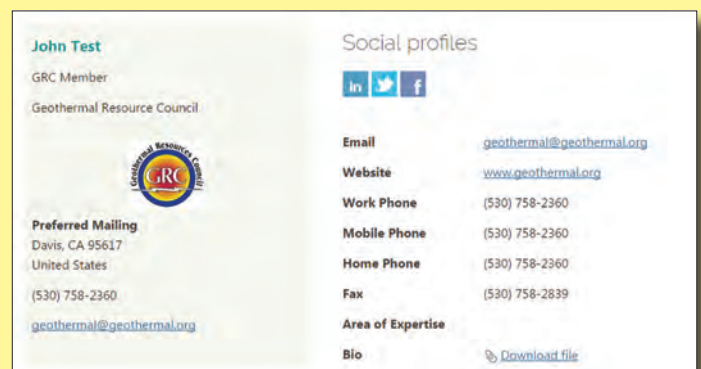 John Test
GRC Member
Geothermal Resource Council
Geothermal Resources Council
GRC
Preferred Mailing
Davis, CA 95617
United States
(530) 758-2360
geothermal@geothermal.org
Social profiles
in f
Email geothermal@geothermal.org
Website www.geothermal.org
Work Phone (530) 758-2360
Mobile Phone (530) 758-2360
Home Phone (530) 758-2360
Fax (530) 758-2839
Area of Expertise
Bio Download file